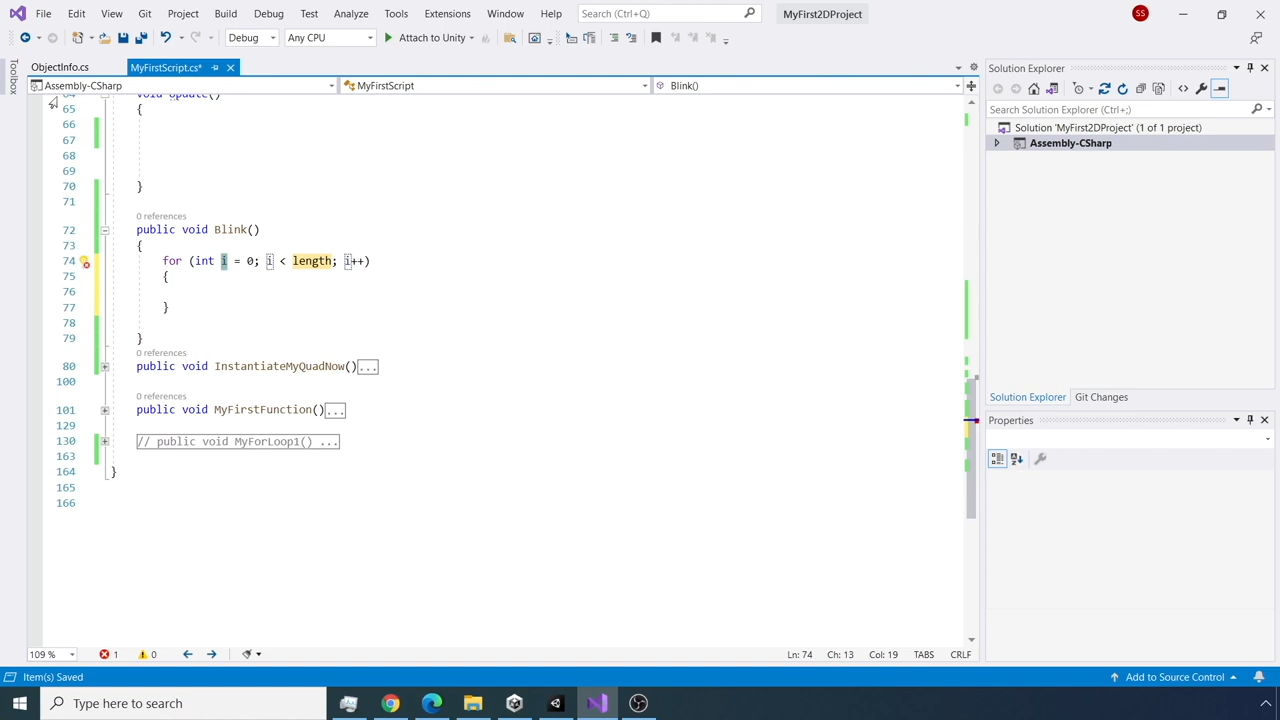 File Edit View Git Project Build Debug Test Analyze Tools Extensions Window Help Search (Ctrl+Q) MyFirst2DProject SS
Debug Any CPU Attach to Unity
Toolbox
ObjectInfo.cs MyFirstScript.cs*
Assembly-CSharp MyFirstScript Blink()
64 void Update()
65 {
66
67
68
69
70 }
71
0 references
72 public void Blink()
73 {
74 for (int i = 0; i < length; i++)
75 {
76
77 }
78
79 }
0 references
80 public void InstantiateMyQuadNow()...
100
0 references
101 public void MyFirstFunction()...
129
130 // public void MyForLoop1() ...
163
164 }
165
166
109 % 1 0 Ln: 74 Ch: 13 Col: 19 TABS CRLF
Solution Explorer
Search Solution Explorer (Ctrl+;)
Solution 'MyFirst2DProject' (1 of 1 project)
Assembly-CSharp
Solution Explorer Git Changes
Properties
Item(s) Saved Add to Source Control
Type here to search